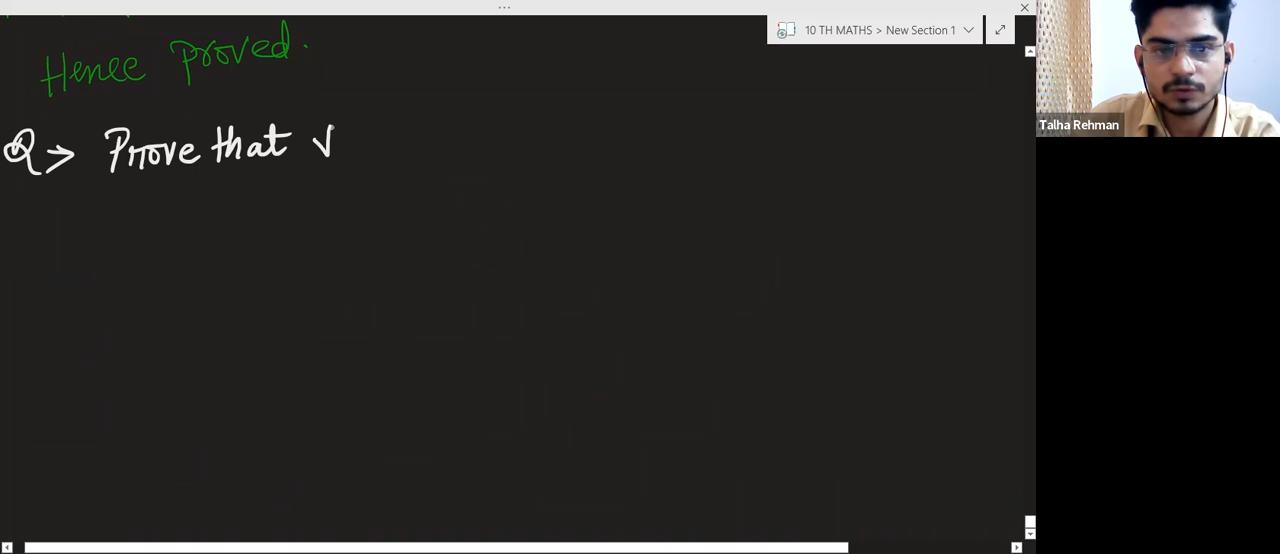 10 TH MATHS > New Section 1
Hence proved.
Talha Rehman
Q> Prove that √